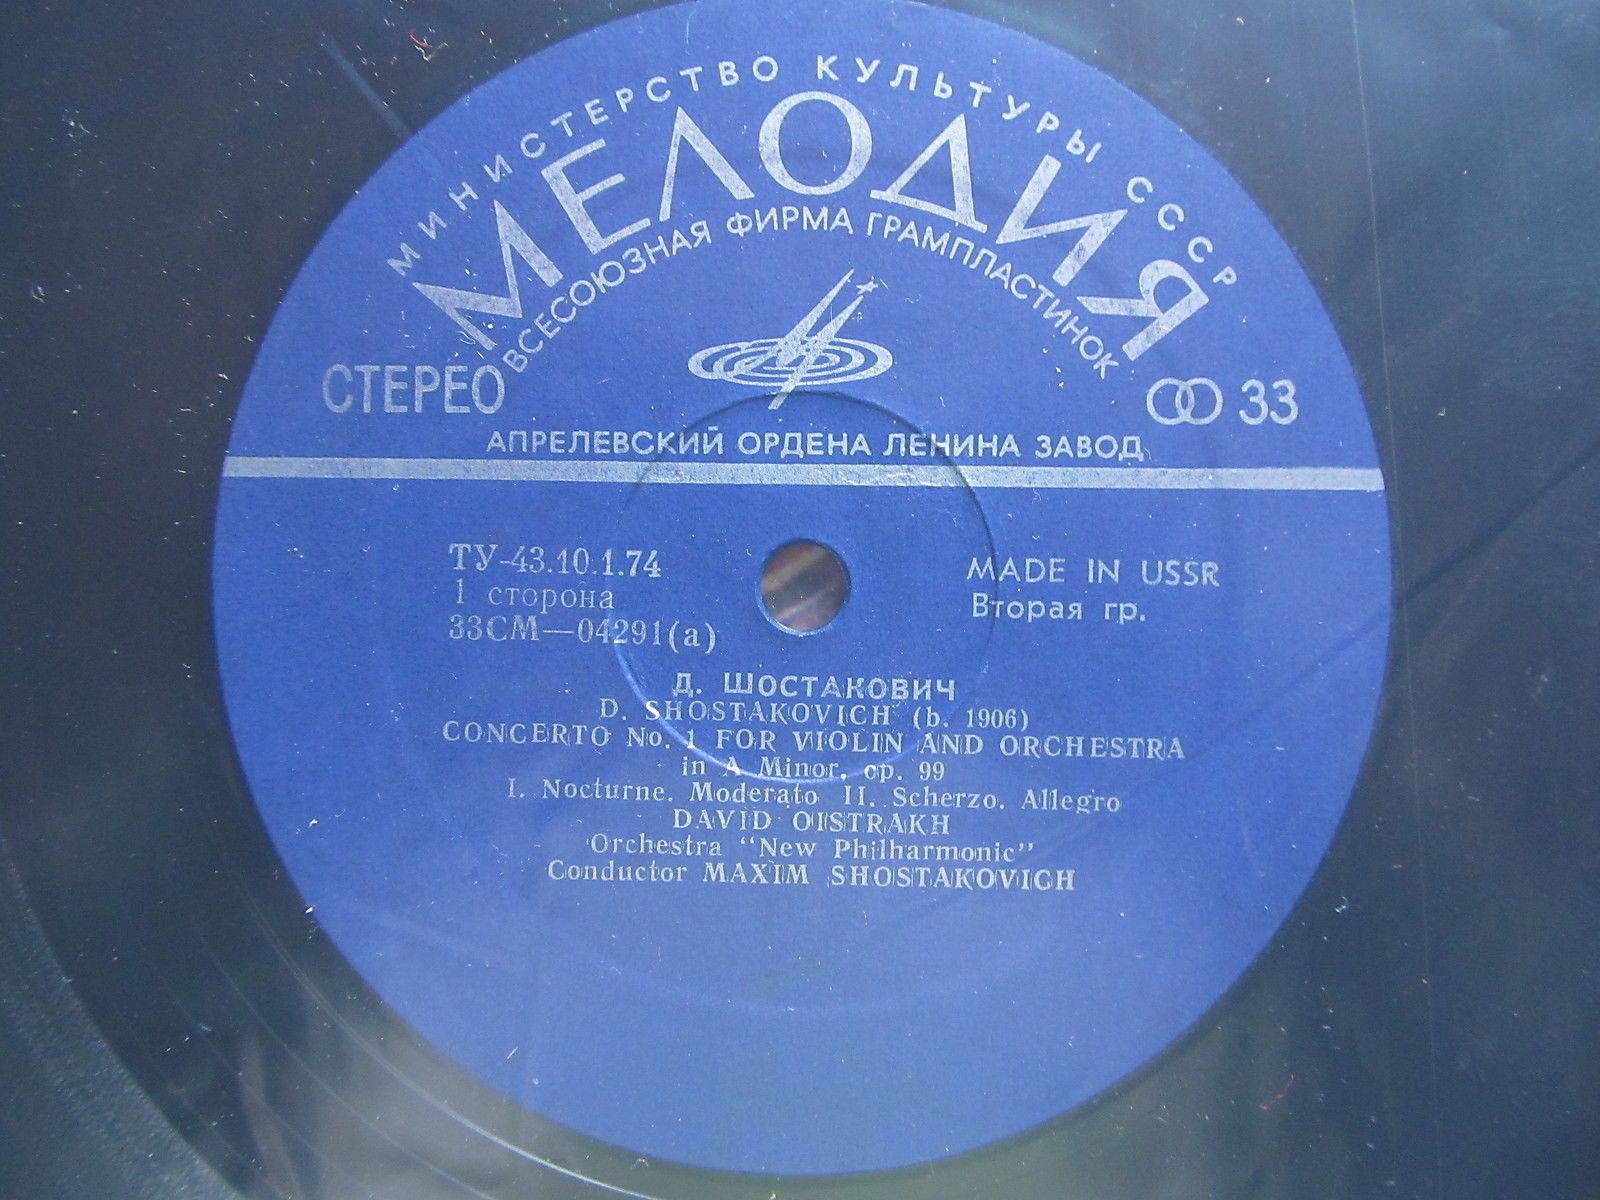 МИНИСТЕРСТВО КУЛЬТУРЫ СССР
МЕЛОДИЯ
ВСЕСОЮЗНАЯ ФИРМА ГРАМПЛАСТИНОК
СТЕРЕО
33
АПРЕЛЕВСКИЙ ОРДЕНА ЛЕНИНА ЗАВОД
ТУ-43.10.1.74
1 сторона
33СМ—04291(а)
MADE IN USSR
Вторая гр.
Д. ШОСТАКОВИЧ
D. SHOSTAKOVICH (b. 1906)
CONCERTO No. 1 FOR VIOLIN AND ORCHESTRA
in A Minor, op. 99
I. Nocturne. Moderato II. Scherzo. Allegro
DAVID OISTRAKH
Orchestra "New Philharmonic"
Conductor MAXIM SHOSTAKOVICH